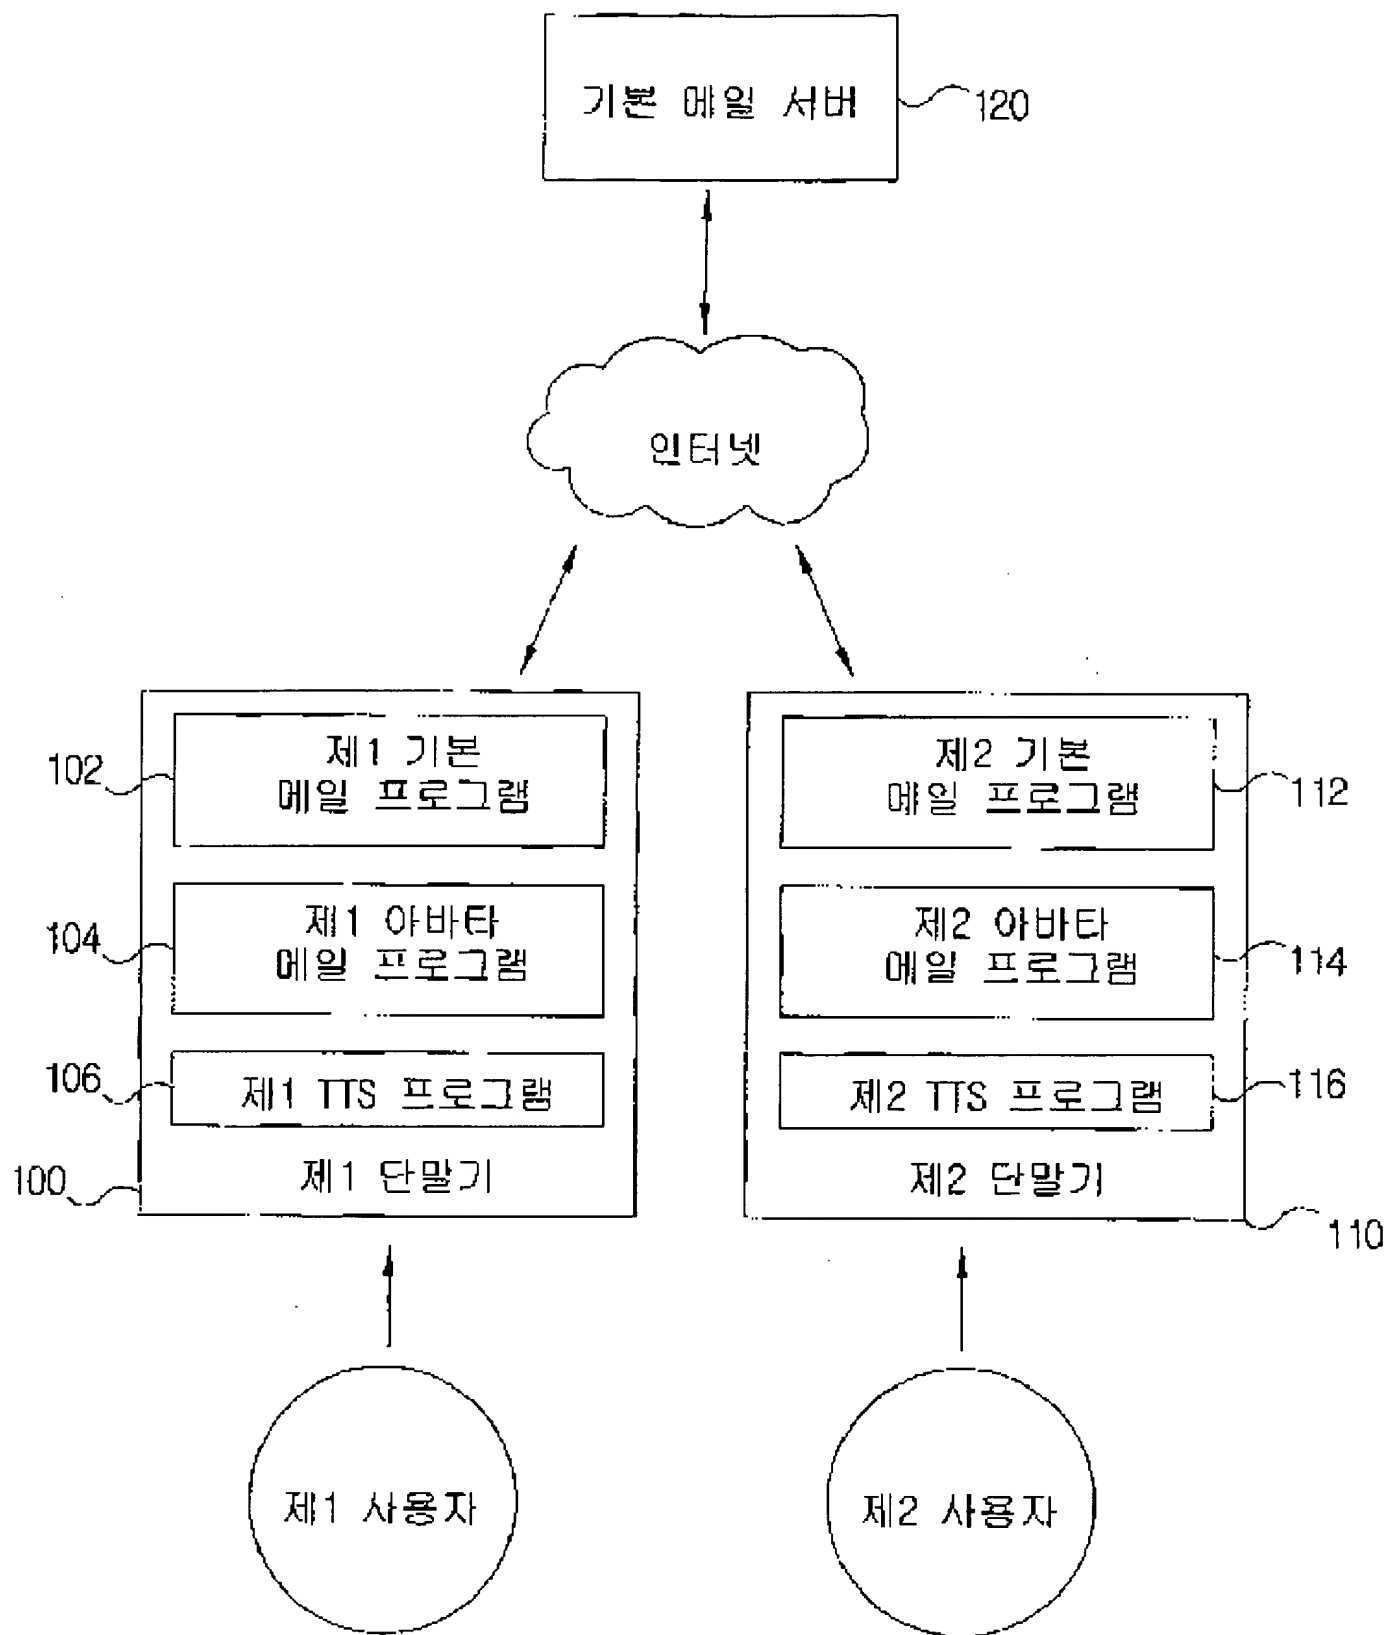 기본 메일 서버
120
인터넷
제1 기본
메일 프로그램
102
제1 아바타
메일 프로그램
104
제1 TTS 프로그램
106
제1 단말기
100
제2 기본
메일 프로그램
112
제2 아바타
메일 프로그램
114
제2 TTS 프로그램
116
제2 단말기
110
제1 사용자
제2 사용자